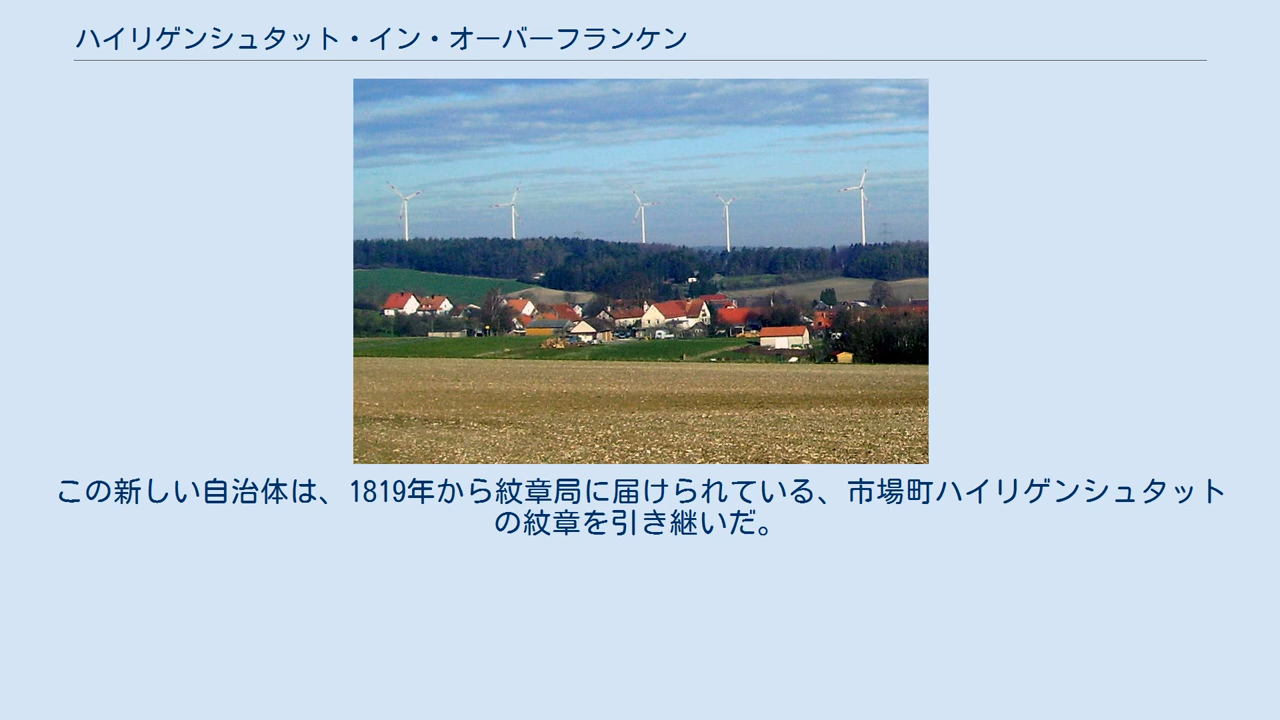 ハイリゲンシュタット・イン・オーバーフランケン
この新しい自治体は、1819年から紋章局に届けられている、市場町ハイリゲンシュタット
の紋章を引き継いだ。